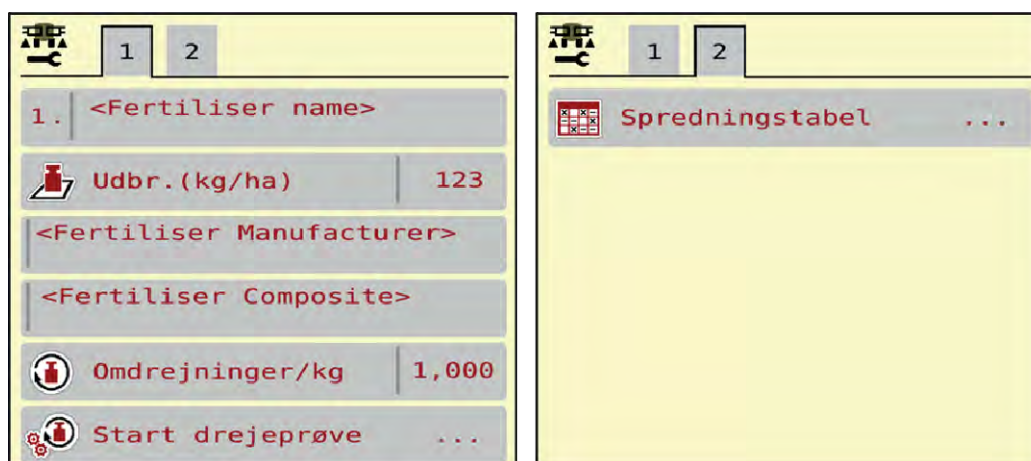 1 2
1. <Fertiliser name>
Udbr.(kg/ha) 123
<Fertiliser Manufacturer>
<Fertiliser Composite>
Omdrejninger/kg 1,000
Start drejeprøve ...
1 2
Spredningstabel ...